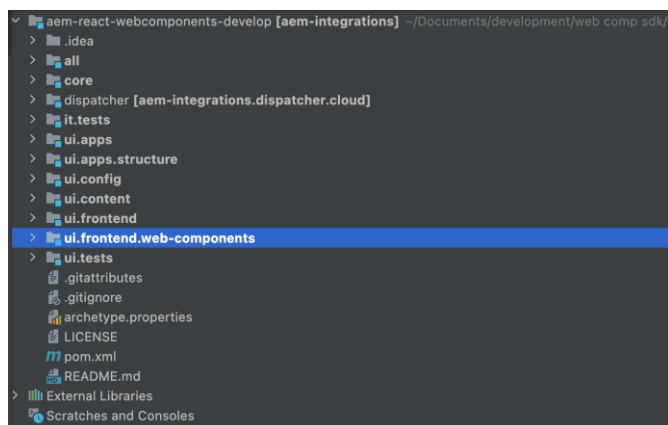 aem-react-webcomponents-develop [aem-integrations] ~/Documents/development/web comp sdk/
.idea
all
core
dispatcher [aem-integrations.dispatcher.cloud]
it.tests
ui.apps
ui.apps.structure
ui.config
ui.content
ui.frontend
ui.frontend.web-components
ui.tests
.gitattributes
.gitignore
archetype.properties
LICENSE
m pom.xml
README.md
External Libraries
Scratches and Consoles